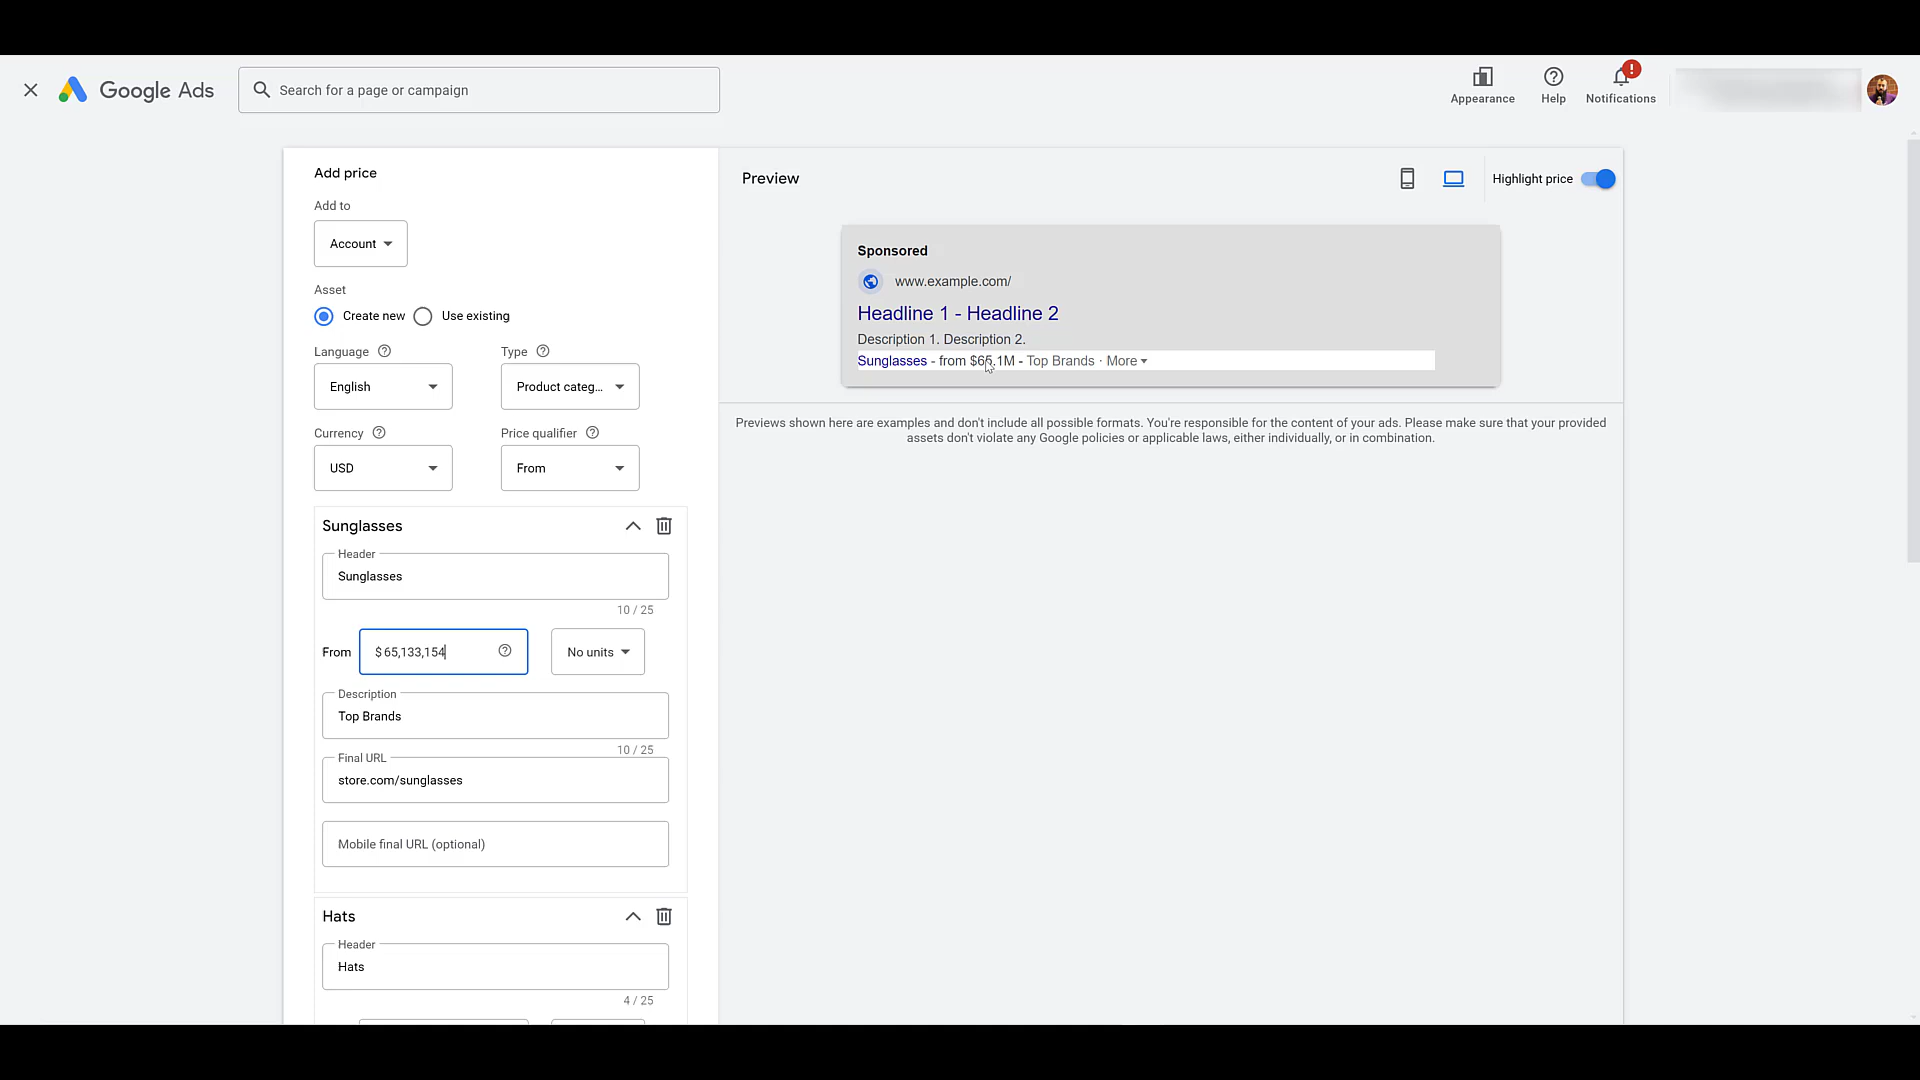 Google Ads
Search for a page or campaign
Appearance
Help
Notifications
!
Add price
Add to
Account
Asset
Create new
Use existing
Language
Type
English
Product categ...
Currency
Price qualifier
USD
From
Sunglasses
Header
Sunglasses
10 / 25
From
$ 65,133,154
No units
Description
Top Brands
10 / 25
Final URL
store.com/sunglasses
Mobile final URL (optional)
Hats
Header
Hats
4 / 25
Preview
Highlight price
Sponsored
www.example.com/
Headline 1 - Headline 2
Description 1. Description 2.
Sunglasses - from $65.1M - Top Brands · More
Previews shown here are examples and don't include all possible formats. You're responsible for the content of your ads. Please make sure that your provided
assets don't violate any Google policies or applicable laws, either individually, or in combination.